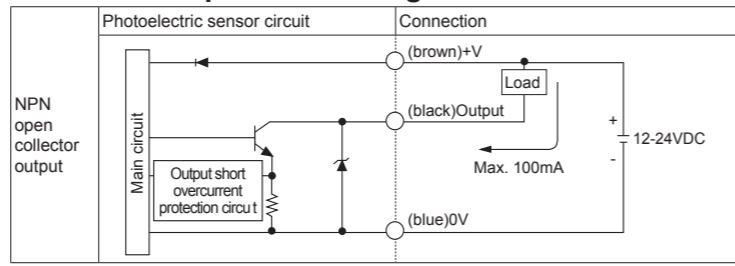 Photoelectric sensor circuit
Connection
NPN
open
collector
output
Main circuit
(brown)+V
Load
(black)Output
Max. 100mA
+
12-24VDC
-
Output short
overcurrent
protection circu t
(blue)0V